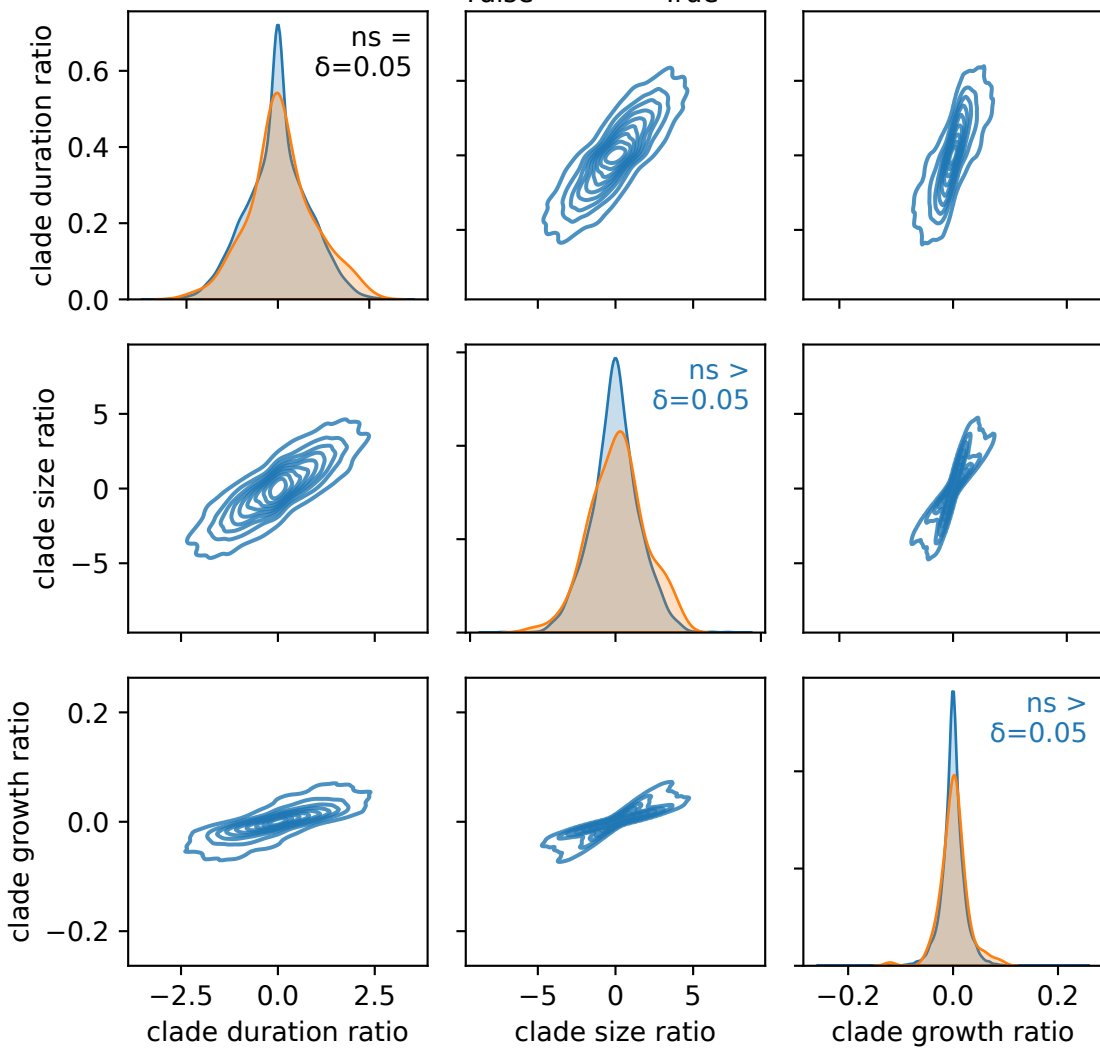 clade duration ratio
0.6
0.4
0.2
0.0
ns =
δ=0.05
clade size ratio
5
0
−5
ns >
δ=0.05
clade growth ratio
0.2
0.0
−0.2
ns >
δ=0.05
−2.5 0.0 2.5
clade duration ratio
−5 0 5
clade size ratio
−0.2 0.0 0.2
clade growth ratio